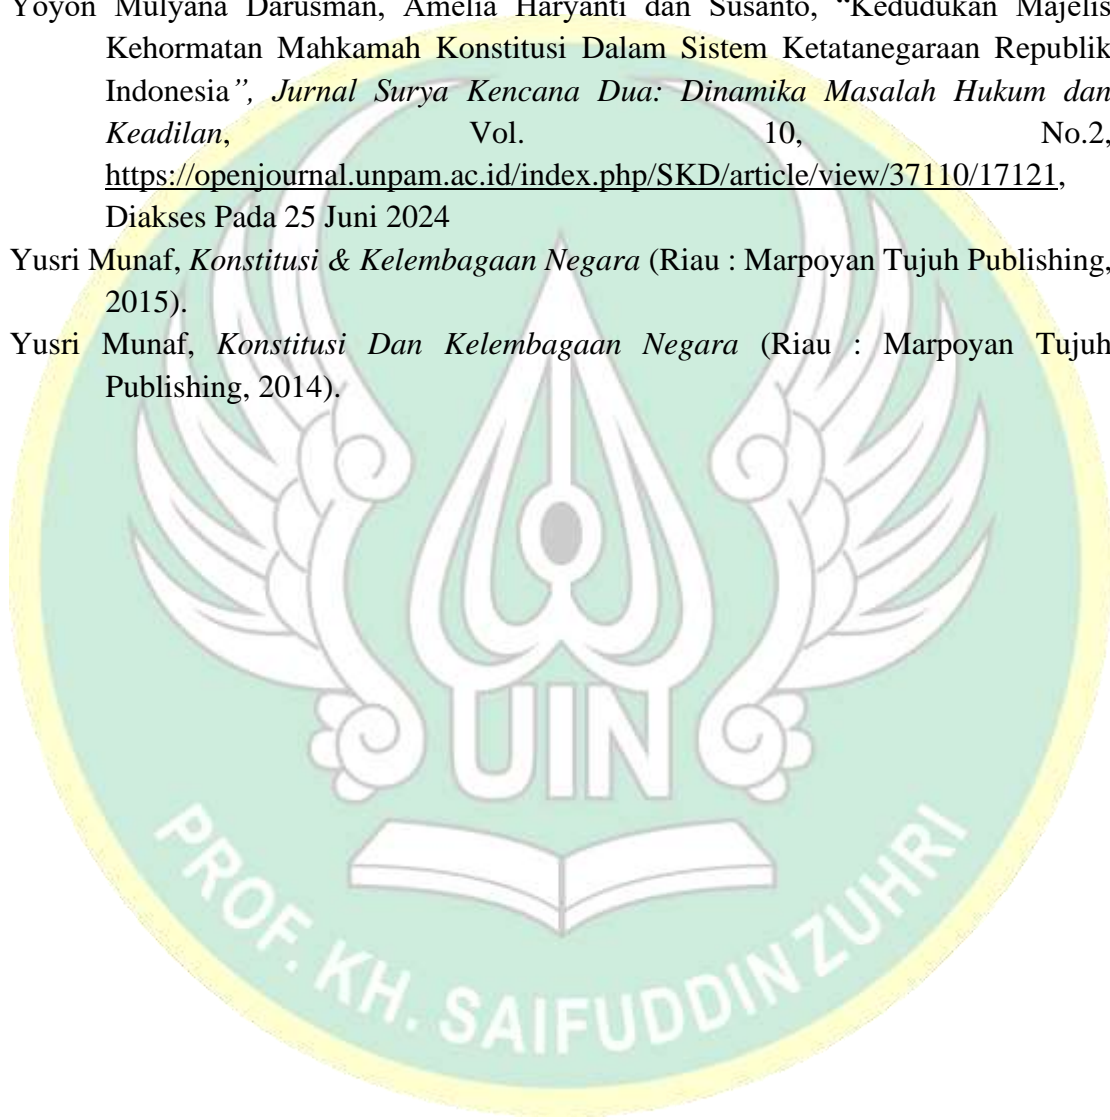 Yoyon Mulyana Darusman, Amelia Haryanti dan Susanto, “Kedudukan Majelis
Kehormatan Mahkamah Konstitusi Dalam Sistem Ketatanegaraan Republik
Indonesia”, Jurnal Surya Kencana Dua: Dinamika Masalah Hukum dan
Keadilan, Vol. 10, No.2,
https://openjournal.unpam.ac.id/index.php/SKD/article/view/37110/17121,
Diakses Pada 25 Juni 2024
Yusri Munaf, Konstitusi & Kelembagaan Negara (Riau : Marpoyan Tujuh Publishing,
2015).
Yusri Munaf, Konstitusi Dan Kelembagaan Negara (Riau : Marpoyan Tujuh
Publishing, 2014).
UIN
PROF. KH. SAIFUDDIN ZUHRI